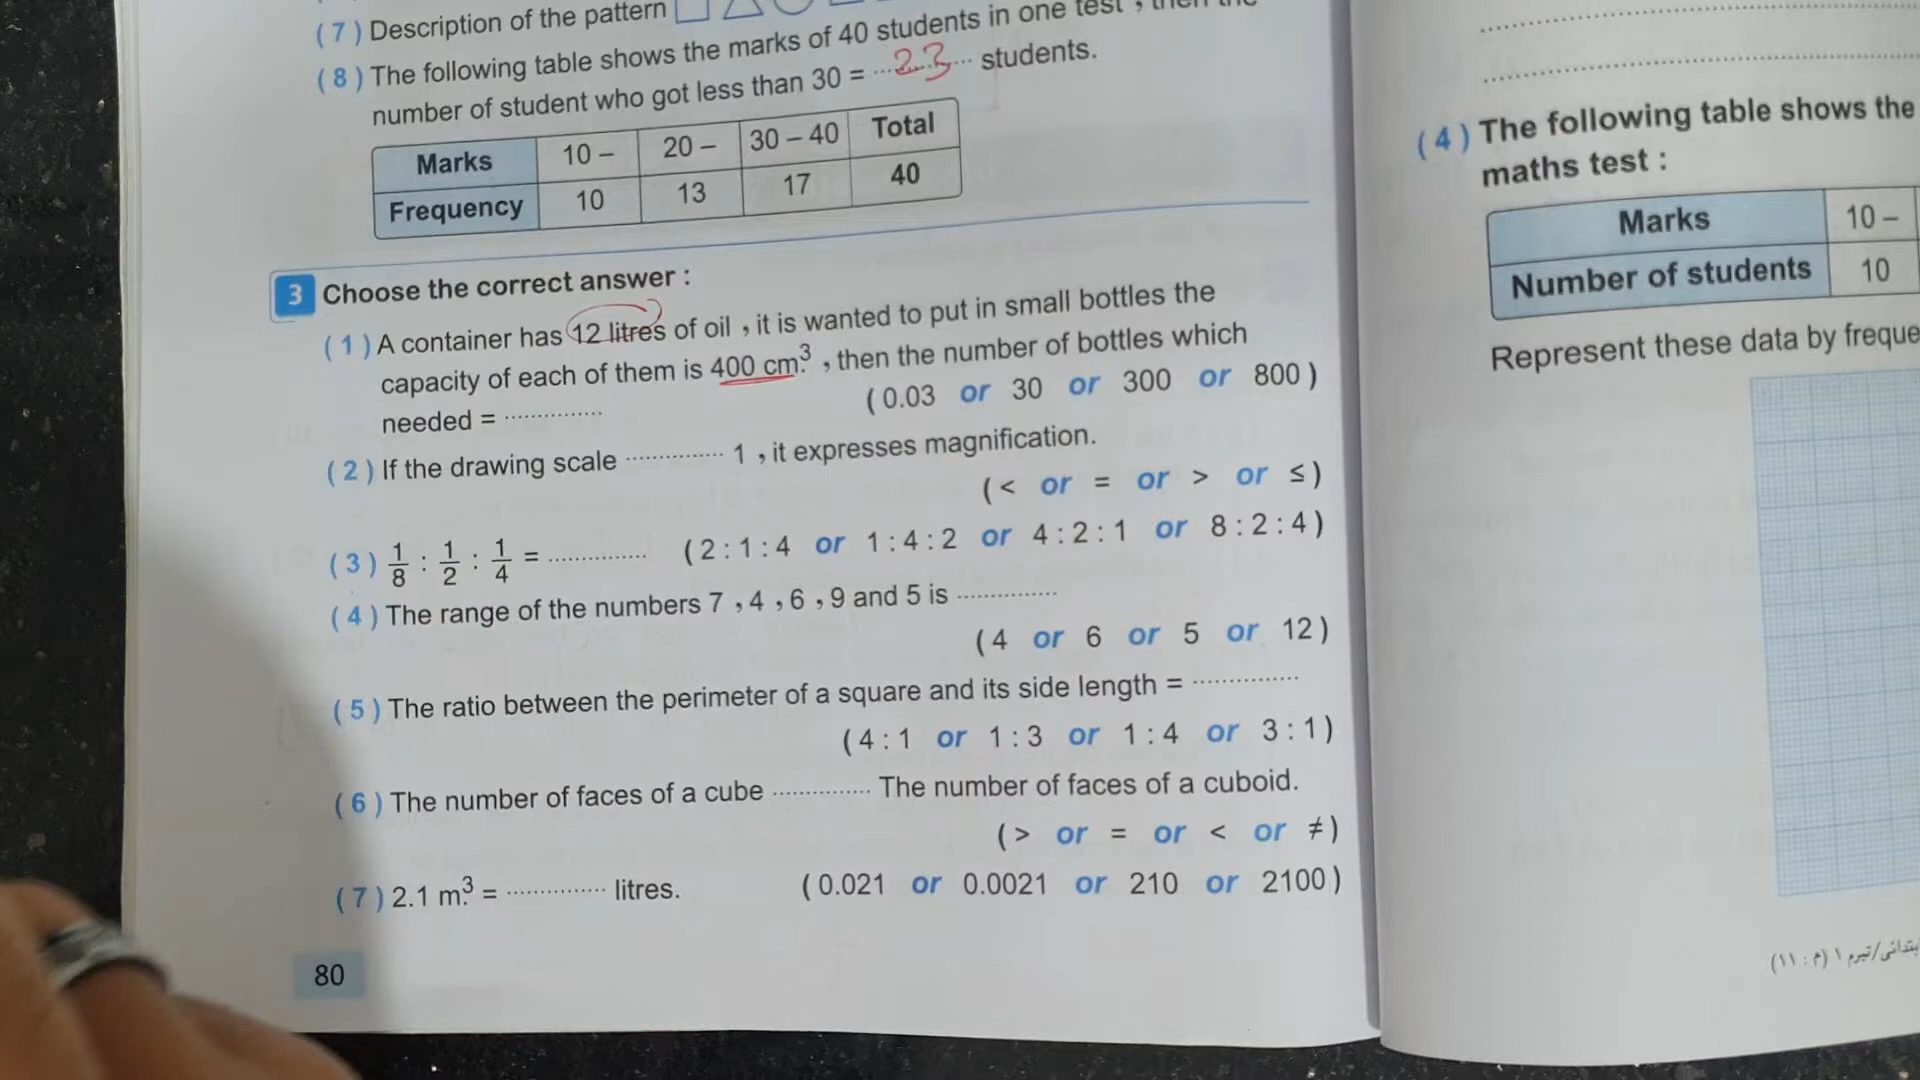 ( 7 ) Description of the pattern
( 8 ) The following table shows the marks of 40 students in one test , then the
number of student who got less than 30 = ...23... students.
Marks 10 – 20 – 30 – 40 Total
Frequency 10 13 17 40
3 Choose the correct answer :
( 1 ) A container has 12 litres of oil , it is wanted to put in small bottles the
capacity of each of them is 400 cm³. , then the number of bottles which
needed = ............... ( 0.03 or 30 or 300 or 800 )
( 2 ) If the drawing scale ............... 1 , it expresses magnification.
( < or = or > or ≤ )
( 3 ) 1/8 : 1/2 : 1/4 = ............... ( 2 : 1 : 4 or 1 : 4 : 2 or 4 : 2 : 1 or 8 : 2 : 4 )
( 4 ) The range of the numbers 7 , 4 , 6 , 9 and 5 is ...............
( 4 or 6 or 5 or 12 )
( 5 ) The ratio between the perimeter of a square and its side length = ...............
( 4 : 1 or 1 : 3 or 1 : 4 or 3 : 1 )
( 6 ) The number of faces of a cube ............... The number of faces of a cuboid.
( > or = or < or ≠ )
( 7 ) 2.1 m³. = ............... litres. ( 0.021 or 0.0021 or 210 or 2100 )
80
( 4 ) The following table shows the
maths test :
Marks 10 –
Number of students 10
Represent these data by freque